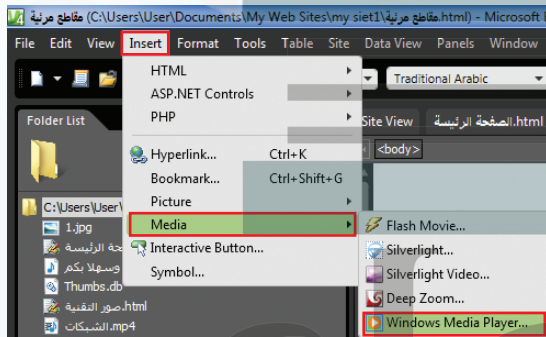 مقاطع مرئية (C:\Users\User\Documents\My Web Sites\my siet1\مقاطع مرئية.html) - Microsoft
File Edit View Insert Format Tools Table Site Data View Panels Window
Traditional Arabic
Folder List
Site View الصفحة الرئيسة.html
<body>
HTML
ASP.NET Controls
PHP
Hyperlink... Ctrl+K
Bookmark... Ctrl+Shift+G
Picture
Media
Interactive Button...
Symbol...
Flash Movie...
Silverlight...
Silverlight Video...
Deep Zoom...
Windows Media Player...
C:\Users\User\
1.jpg
الرئيسة
وسهلا بكم
Thumbs.db
صور التقنية.html
الشبكات.mp4